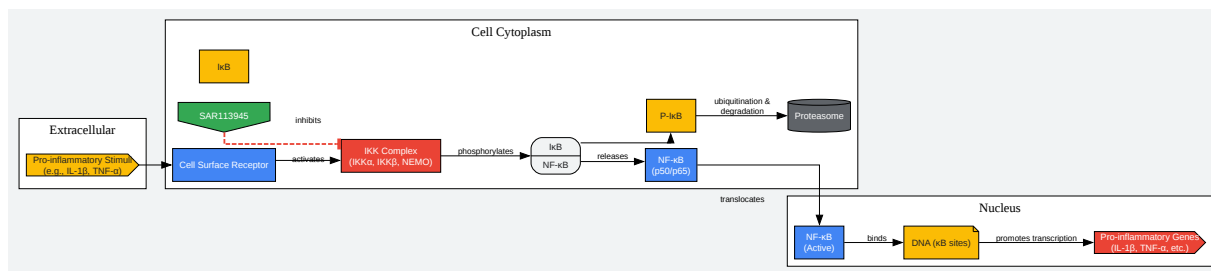 Cell Cytoplasm
IκB
SAR113945
inhibits
Extracellular
Pro-inflammatory Stimuli
(e.g., IL-1β, TNF-α)
Cell Surface Receptor
activates
IKK Complex
(IKKα, IKKβ, NEMO)
phosphorylates
IκB
NF-κB
releases
P-IκB
NF-κB
(p50/p65)
ubiquitination &
degradation
Proteasome
translocates
Nucleus
NF-κB
(Active)
binds
DNA (κB sites)
promotes transcription
Pro-inflammatory Genes
(IL-1β, TNF-α, etc.)